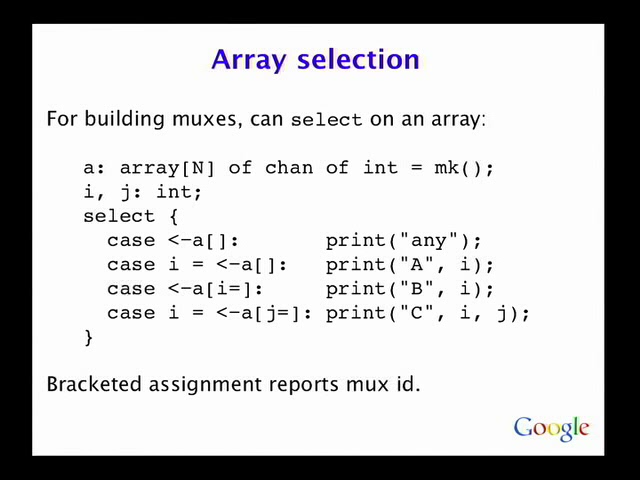 Array selection
For building muxes, can select on an array:
a: array[N] of chan of int = mk();
i, j: int;
select {
case <-a[]: print("any");
case i = <-a[]: print("A", i);
case <-a[i=]: print("B", i);
case i = <-a[j=]: print("C", i, j);
}
Bracketed assignment reports mux id.
Google